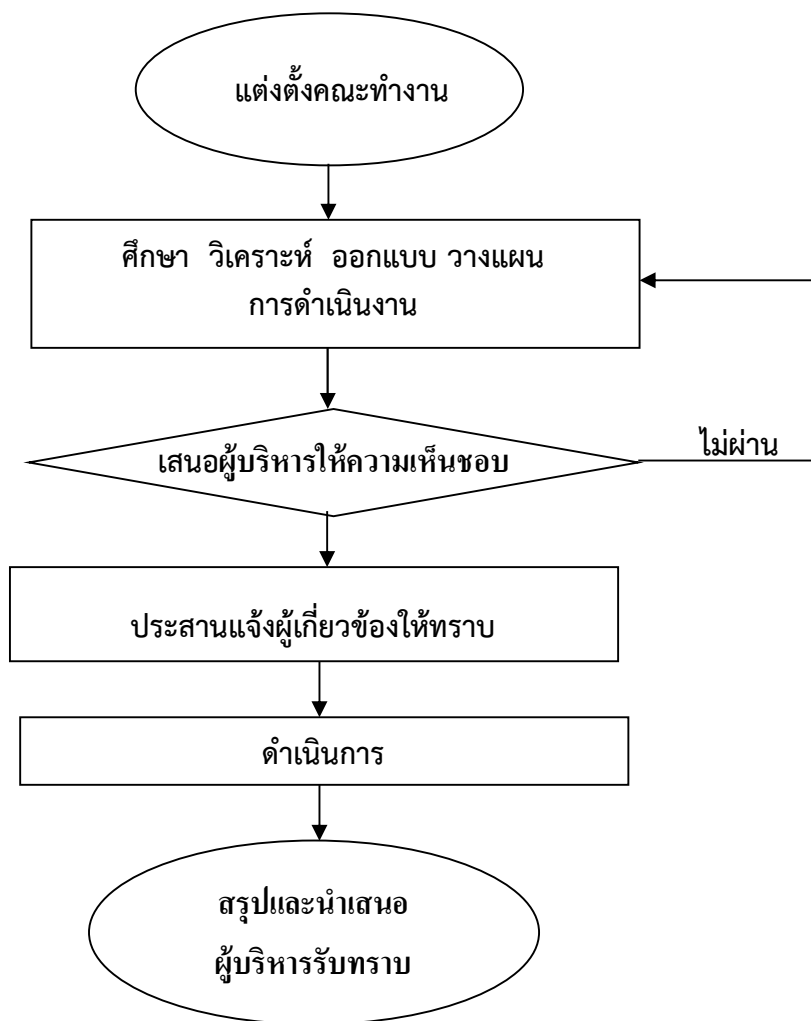 แต่งตั้งคณะทำงาน
ศึกษา วิเคราะห์ ออกแบบ วางแผน
การดำเนินงาน
เสนอผู้บริหารให้ความเห็นชอบ
ไม่ผ่าน
ประสานแจ้งผู้เกี่ยวข้องให้ทราบ
ดำเนินการ
สรุปและนำเสนอ
ผู้บริหารรับทราบ